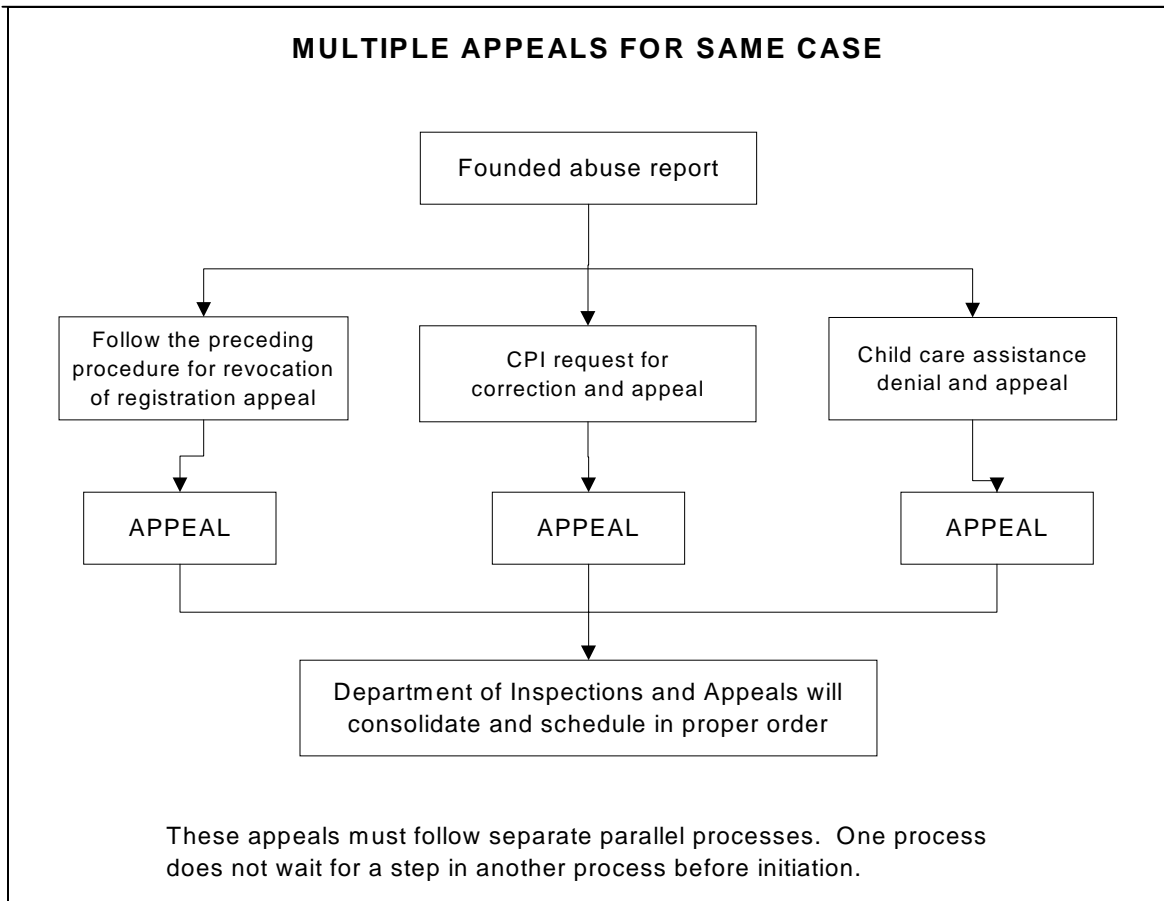 MULTIPLE APPEALS FOR SAME CASE
Founded abuse report
Follow the preceding
procedure for revocation
of registration appeal
CPI request for
correction and appeal
Child care assistance
denial and appeal
APPEAL
APPEAL
APPEAL
Department of Inspections and Appeals will
consolidate and schedule in proper order
These appeals must follow separate parallel processes.  One process
does not wait for a step in another process before initiation.